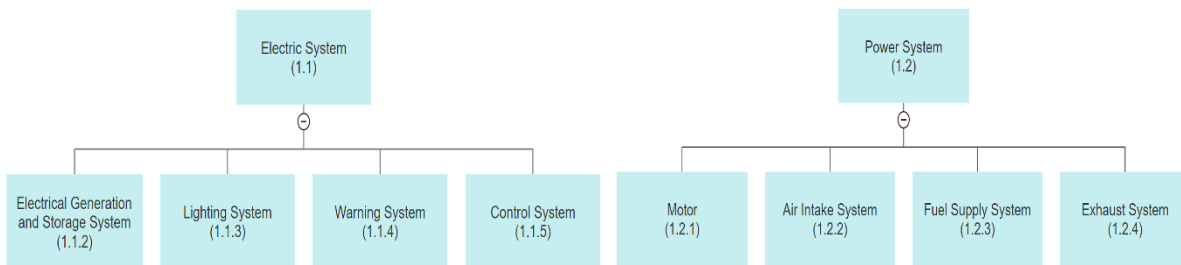 Electric System
(1.1)
Power System
(1.2)
Electrical Generation
and Storage System
(1.1.2)
Lighting System
(1.1.3)
Warning System
(1.1.4)
Control System
(1.1.5)
Motor
(1.2.1)
Air Intake System
(1.2.2)
Fuel Supply System
(1.2.3)
Exhaust System
(1.2.4)